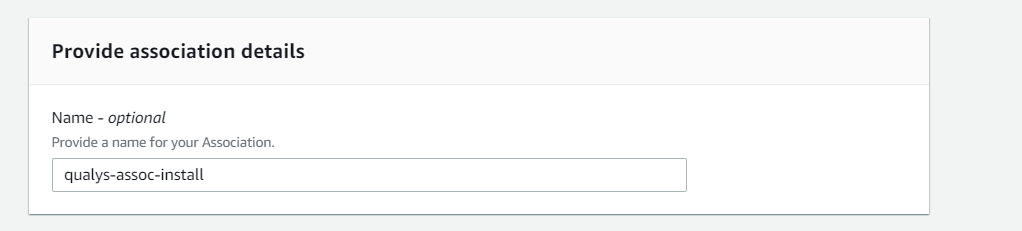 Provide association details
Name - optional
Provide a name for your Association.
qualys-assoc-install